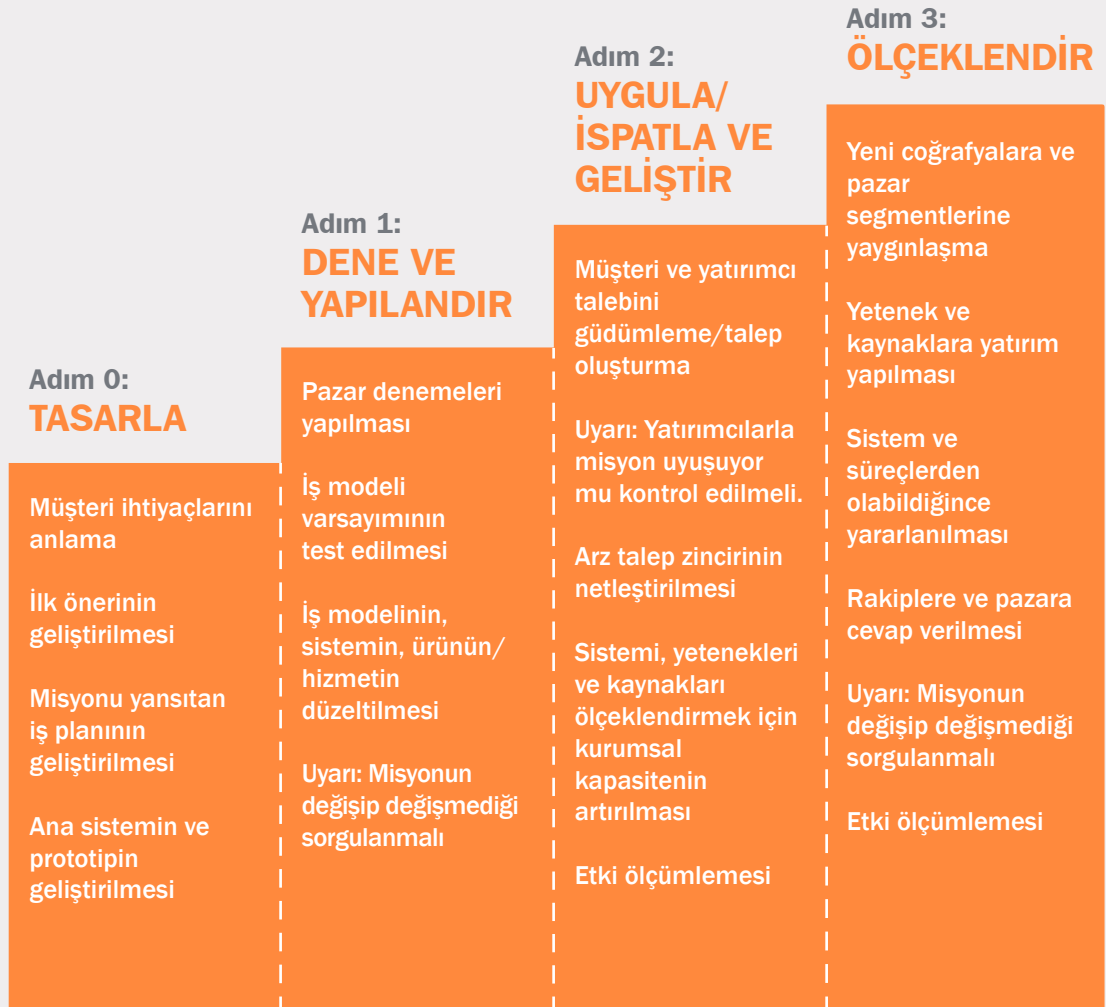 Adım 0:
TASARLA
Müşteri ihtiyaçlarını
anlama
İlk önerinin
geliştirilmesi
Misyonu yansıtan
iş planının
geliştirilmesi
Ana sistemin ve
prototipin
geliştirilmesi
Adım 1:
DENE VE
YAPILANDIR
Pazar denemeleri
yapılması
İş modeli
varsayımının
test edilmesi
İş modelinin,
sistemin, ürünün/
hizmetin
düzeltilmesi
Uyarı: Misyonun
değişip değişmediği
sorgulanmalı
Adım 2:
UYGULA/
İSPATLA VE
GELİŞTİR
Müşteri ve yatırımcı
talebini
güdümleme/talep
oluşturma
Uyarı: Yatırımcılarla
misyon uyuşuyor
mu kontrol edilmeli.
Arz talep zincirinin
netleştirilmesi
Sistemi, yetenekleri
ve kaynakları
ölçeklendirmek için
kurumsal
kapasitenin
artırılması
Etki ölçümlemesi
Adım 3:
ÖLÇEKLENDİR
Yeni coğrafyalara ve
pazar
segmentlerine
yaygınlaşma
Yetenek ve
kaynaklara yatırım
yapılması
Sistem ve
süreçlerden
olabildiğince
yararlanılması
Rakiplere ve pazara
cevap verilmesi
Uyarı: Misyonun
değişip değişmediği
sorgulanmalı
Etki ölçümlemesi